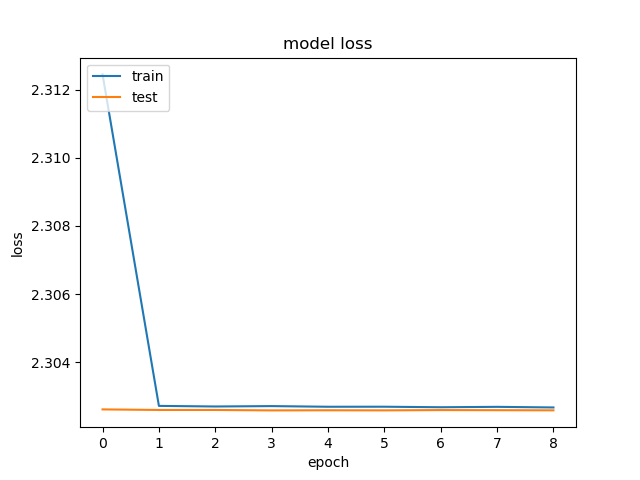 model loss
train
test
2.312
2.310
2.308
2.306
2.304
loss
0 1 2 3 4 5 6 7 8
epoch